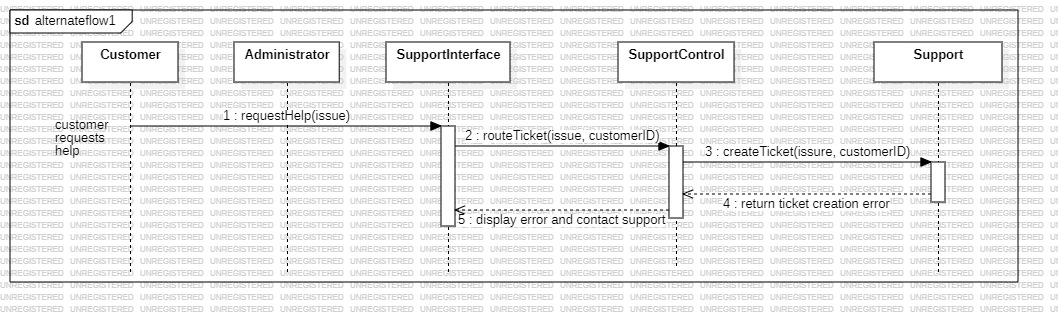 sd alternateflow1
Customer
Administrator
SupportInterface
SupportControl
Support
customer
requests
help
1 : requestHelp(issue)
2 : routeTicket(issue, customerID)
3 : createTicket(issure, customerID)
4 : return ticket creation error
5 : display error and contact support
UNREGISTERED